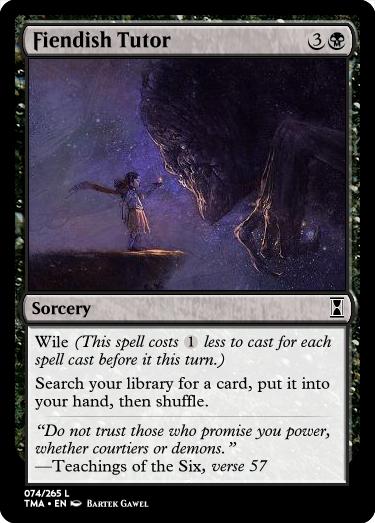 Fiendish Tutor 3
Sorcery
Wile (This spell costs 1 less to cast for each
spell cast before it this turn.)
Search your library for a card, put it into
your hand, then shuffle.
“Do not trust those who promise you power,
whether courtiers or demons.”
—Teachings of the Six, verse 57
074/265 L
TMA • EN Bartek Gawel